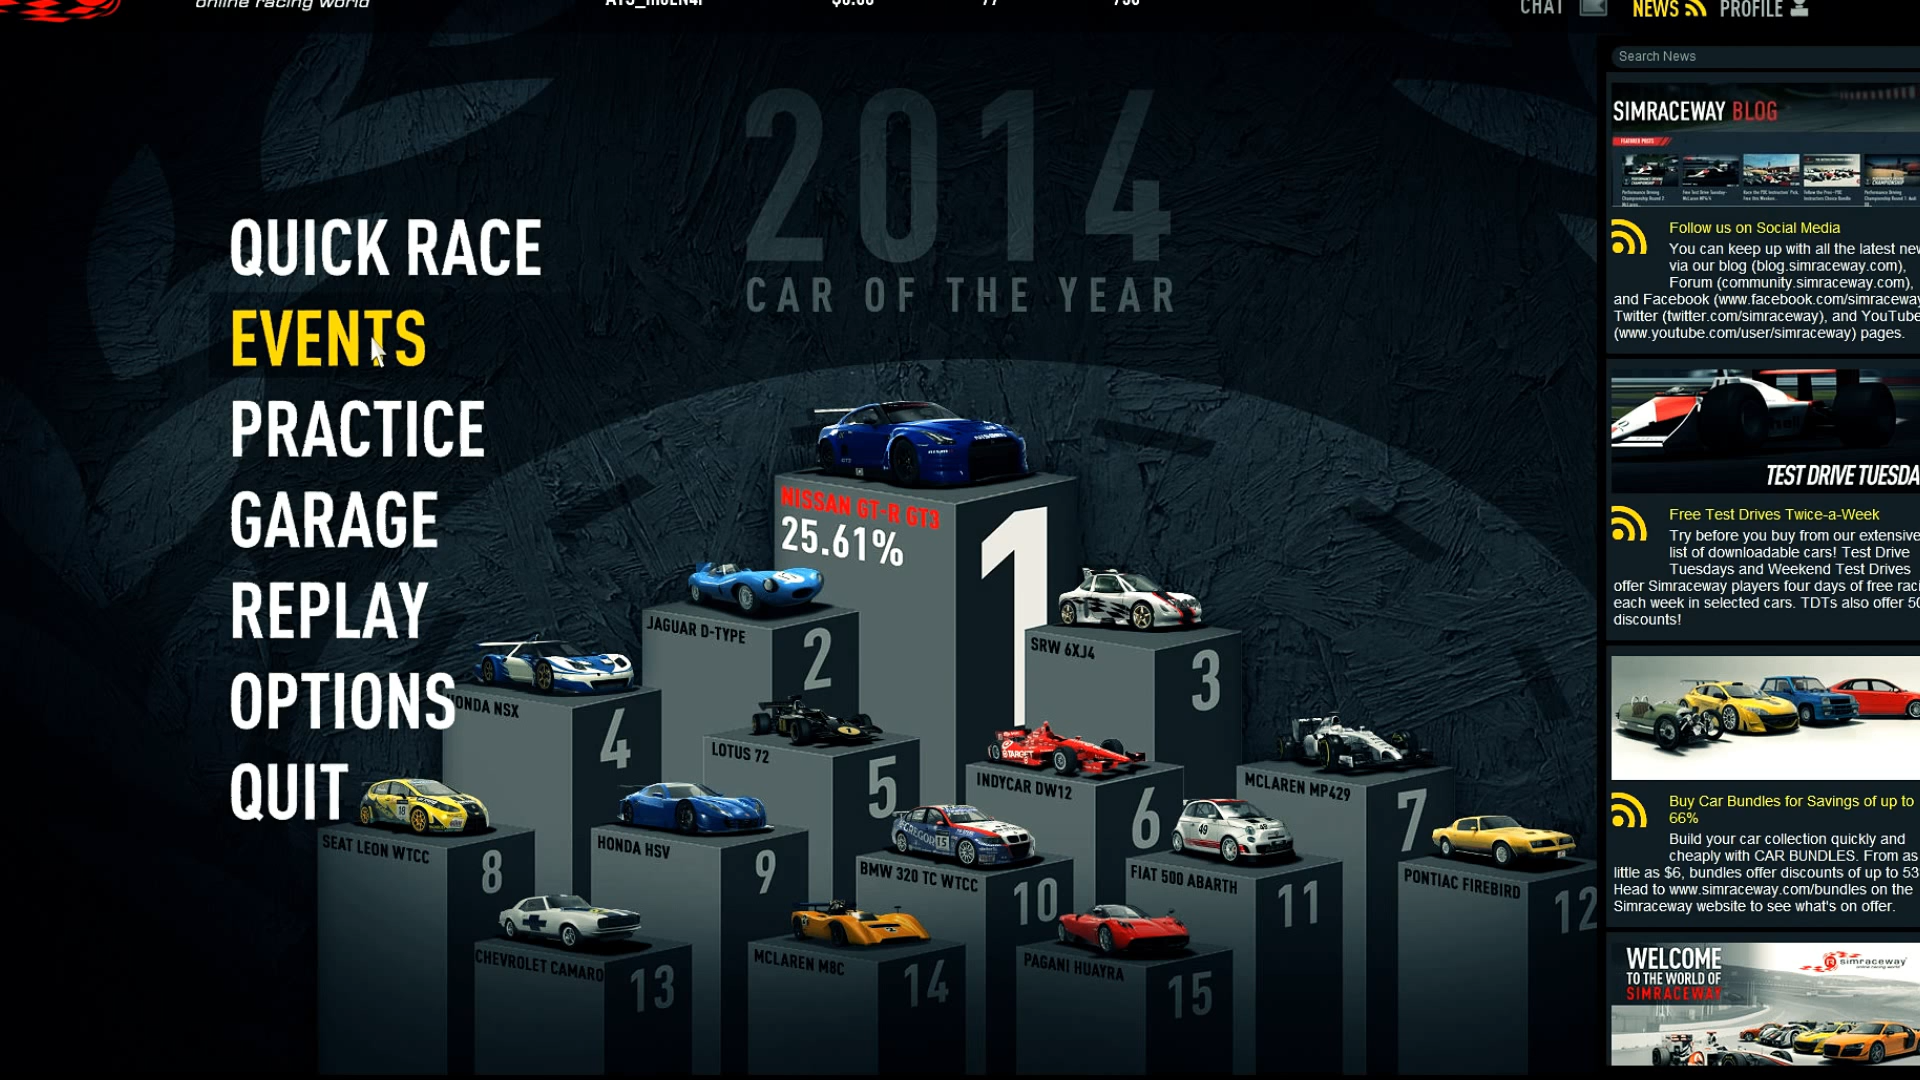 online racing world
CHAT
NEWS
PROFILE
2014
CAR OF THE YEAR
QUICK RACE
EVENTS
PRACTICE
GARAGE
REPLAY
OPTIONS
QUIT
NISSAN GT-R GT3
25.61%
1
JAGUAR D-TYPE
2
SRW 6XJ4
3
HONDA NSX
4
LOTUS 72
5
INDYCAR DW12
6
MCLAREN MP429
7
SEAT LEON WTCC
8
HONDA HSV
9
BMW 320 TC WTCC
10
FIAT 500 ABARTH
11
PONTIAC FIREBIRD
12
CHEVROLET CAMARO
13
MCLAREN M8C
14
PAGANI HUAYRA
15
Search News
SIMRACEWAY BLOG
Follow us on Social Media
You can keep up with all the latest new
via our blog (blog.simraceway.com),
Forum (community.simraceway.com),
and Facebook (www.facebook.com/simraceway
Twitter (twitter.com/simraceway), and YouTube
(www.youtube.com/user/simraceway) pages.
TEST DRIVE TUESDA
Free Test Drives Twice-a-Week
Try before you buy from our extensive
list of downloadable cars! Test Drive
Tuesdays and Weekend Test Drives
offer Simraceway players four days of free raci
each week in selected cars. TDTs also offer 50
discounts!
Buy Car Bundles for Savings of up to
66%
Build your car collection quickly and
cheaply with CAR BUNDLES. From as
little as $6, bundles offer discounts of up to 53
Head to www.simraceway.com/bundles on the
Simraceway website to see what's on offer.
WELCOME
TO THE WORLD OF
SIMRACEWAY
simraceway